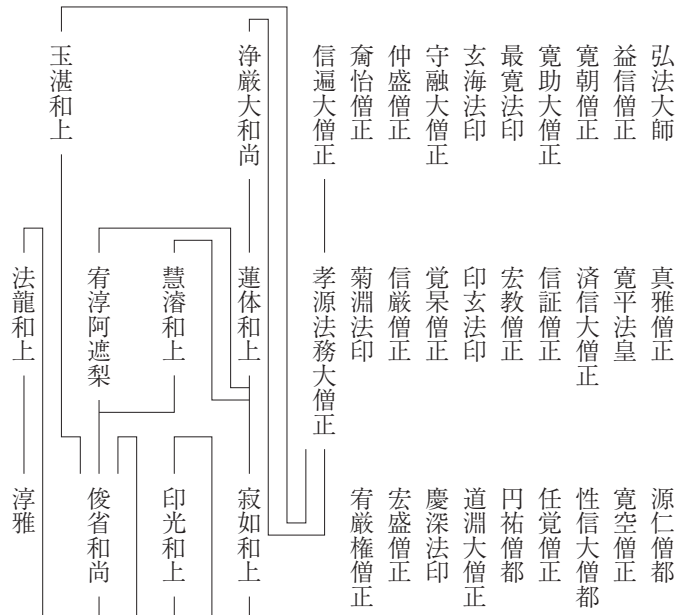 弘法大師　真雅僧正　源仁僧都
益信僧正　寛平法皇　寛空僧正
寛朝僧正　済信大僧正　性信大僧都
寛助大僧正　信証僧正　任覚僧正
最寛法印　宏教僧正　円祐僧都
玄海法印　印玄法印　道淵大僧正
守融大僧正　覚杲僧正　慶深法印
仲盛僧正　信厳僧正　宏盛僧正
奝怡僧正　菊淵法印　宥厳権僧正
信遍大僧正　孝源法務大僧正
浄厳大和尚　蓮体和上　寂如和上
慧濬和上　印光和上
宥淳阿遮梨　俊省和尚
玉湛和上
法龍和上　淳雅